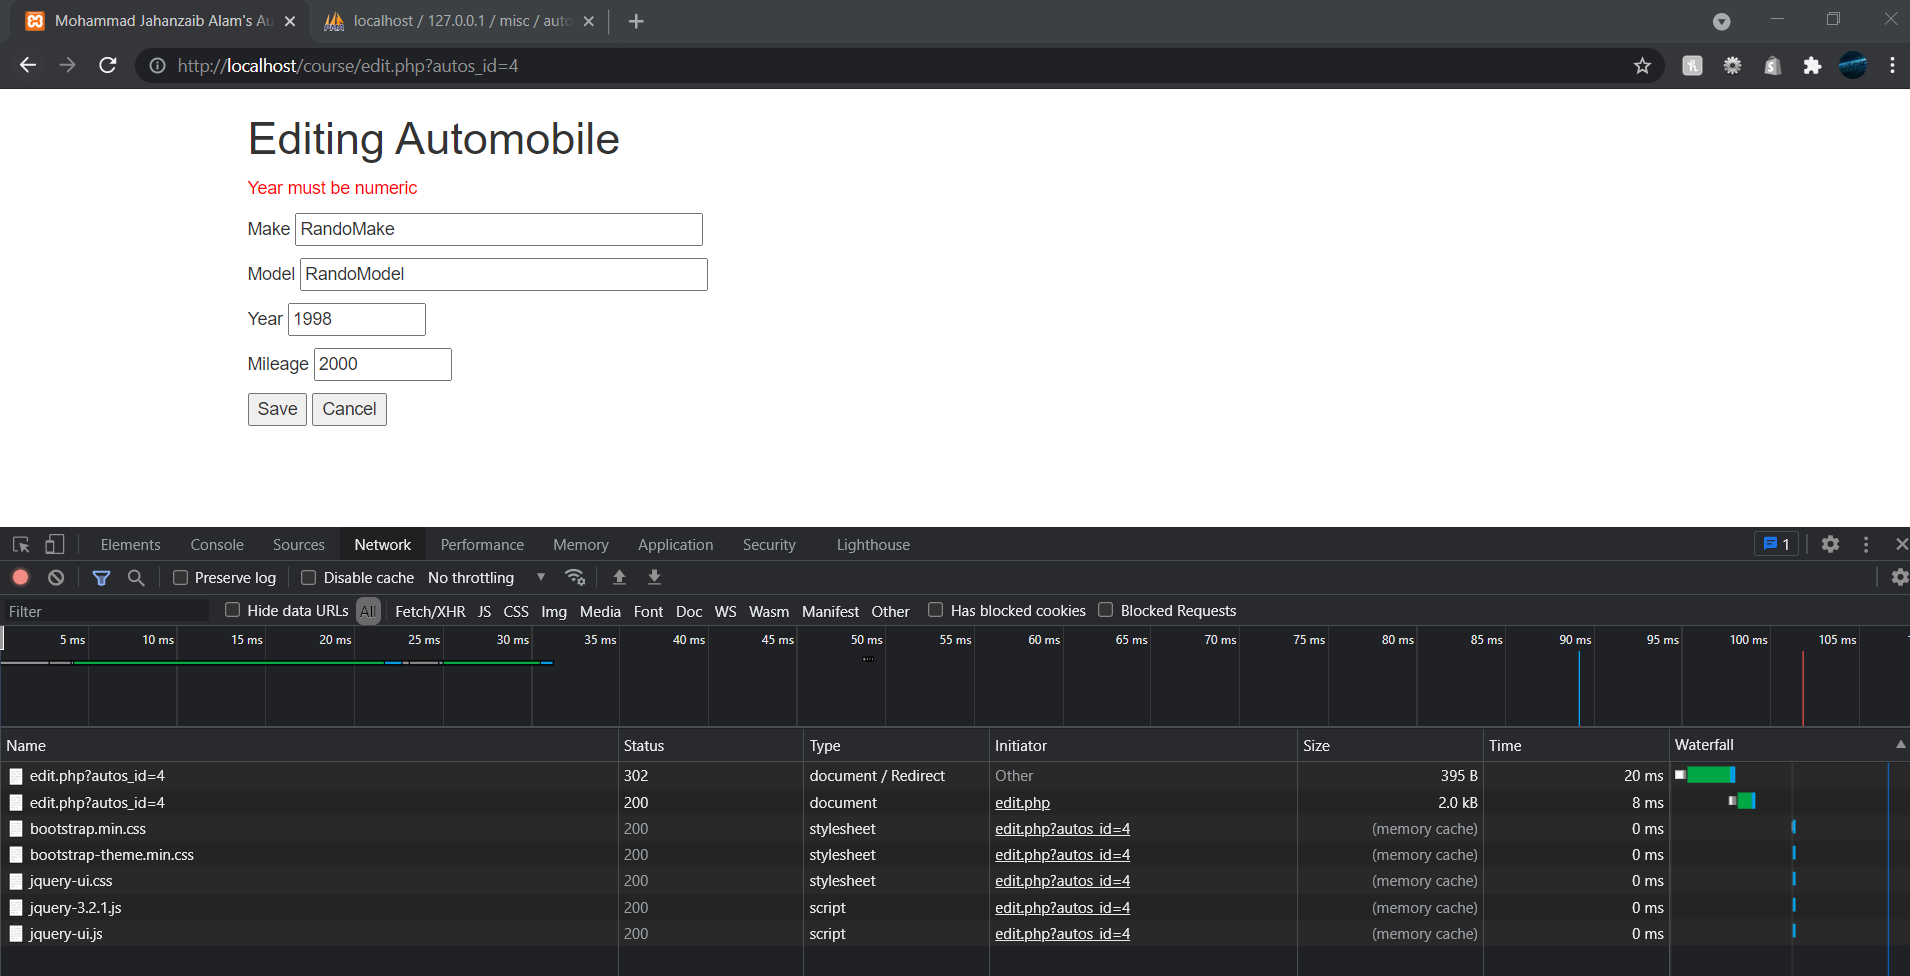 Mohammad Jahanzaib Alam's Au
localhost / 127.0.0.1 / misc / auto
http://localhost/course/edit.php?autos_id=4
Editing Automobile
Year must be numeric
Make RandoMake
Model RandoModel
Year 1998
Mileage 2000
Save Cancel
Elements Console Sources Network Performance Memory Application Security Lighthouse 1
Preserve log Disable cache No throttling
Filter Hide data URLs All Fetch/XHR JS CSS Img Media Font Doc WS Wasm Manifest Other Has blocked cookies Blocked Requests
5 ms 10 ms 15 ms 20 ms 25 ms 30 ms 35 ms 40 ms 45 ms 50 ms 55 ms 60 ms 65 ms 70 ms 75 ms 80 ms 85 ms 90 ms 95 ms 100 ms 105 ms
Name Status Type Initiator Size Time Waterfall
edit.php?autos_id=4 302 document / Redirect Other 395 B 20 ms
edit.php?autos_id=4 200 document edit.php 2.0 kB 8 ms
bootstrap.min.css 200 stylesheet edit.php?autos_id=4 (memory cache) 0 ms
bootstrap-theme.min.css 200 stylesheet edit.php?autos_id=4 (memory cache) 0 ms
jquery-ui.css 200 stylesheet edit.php?autos_id=4 (memory cache) 0 ms
jquery-3.2.1.js 200 script edit.php?autos_id=4 (memory cache) 0 ms
jquery-ui.js 200 script edit.php?autos_id=4 (memory cache) 0 ms